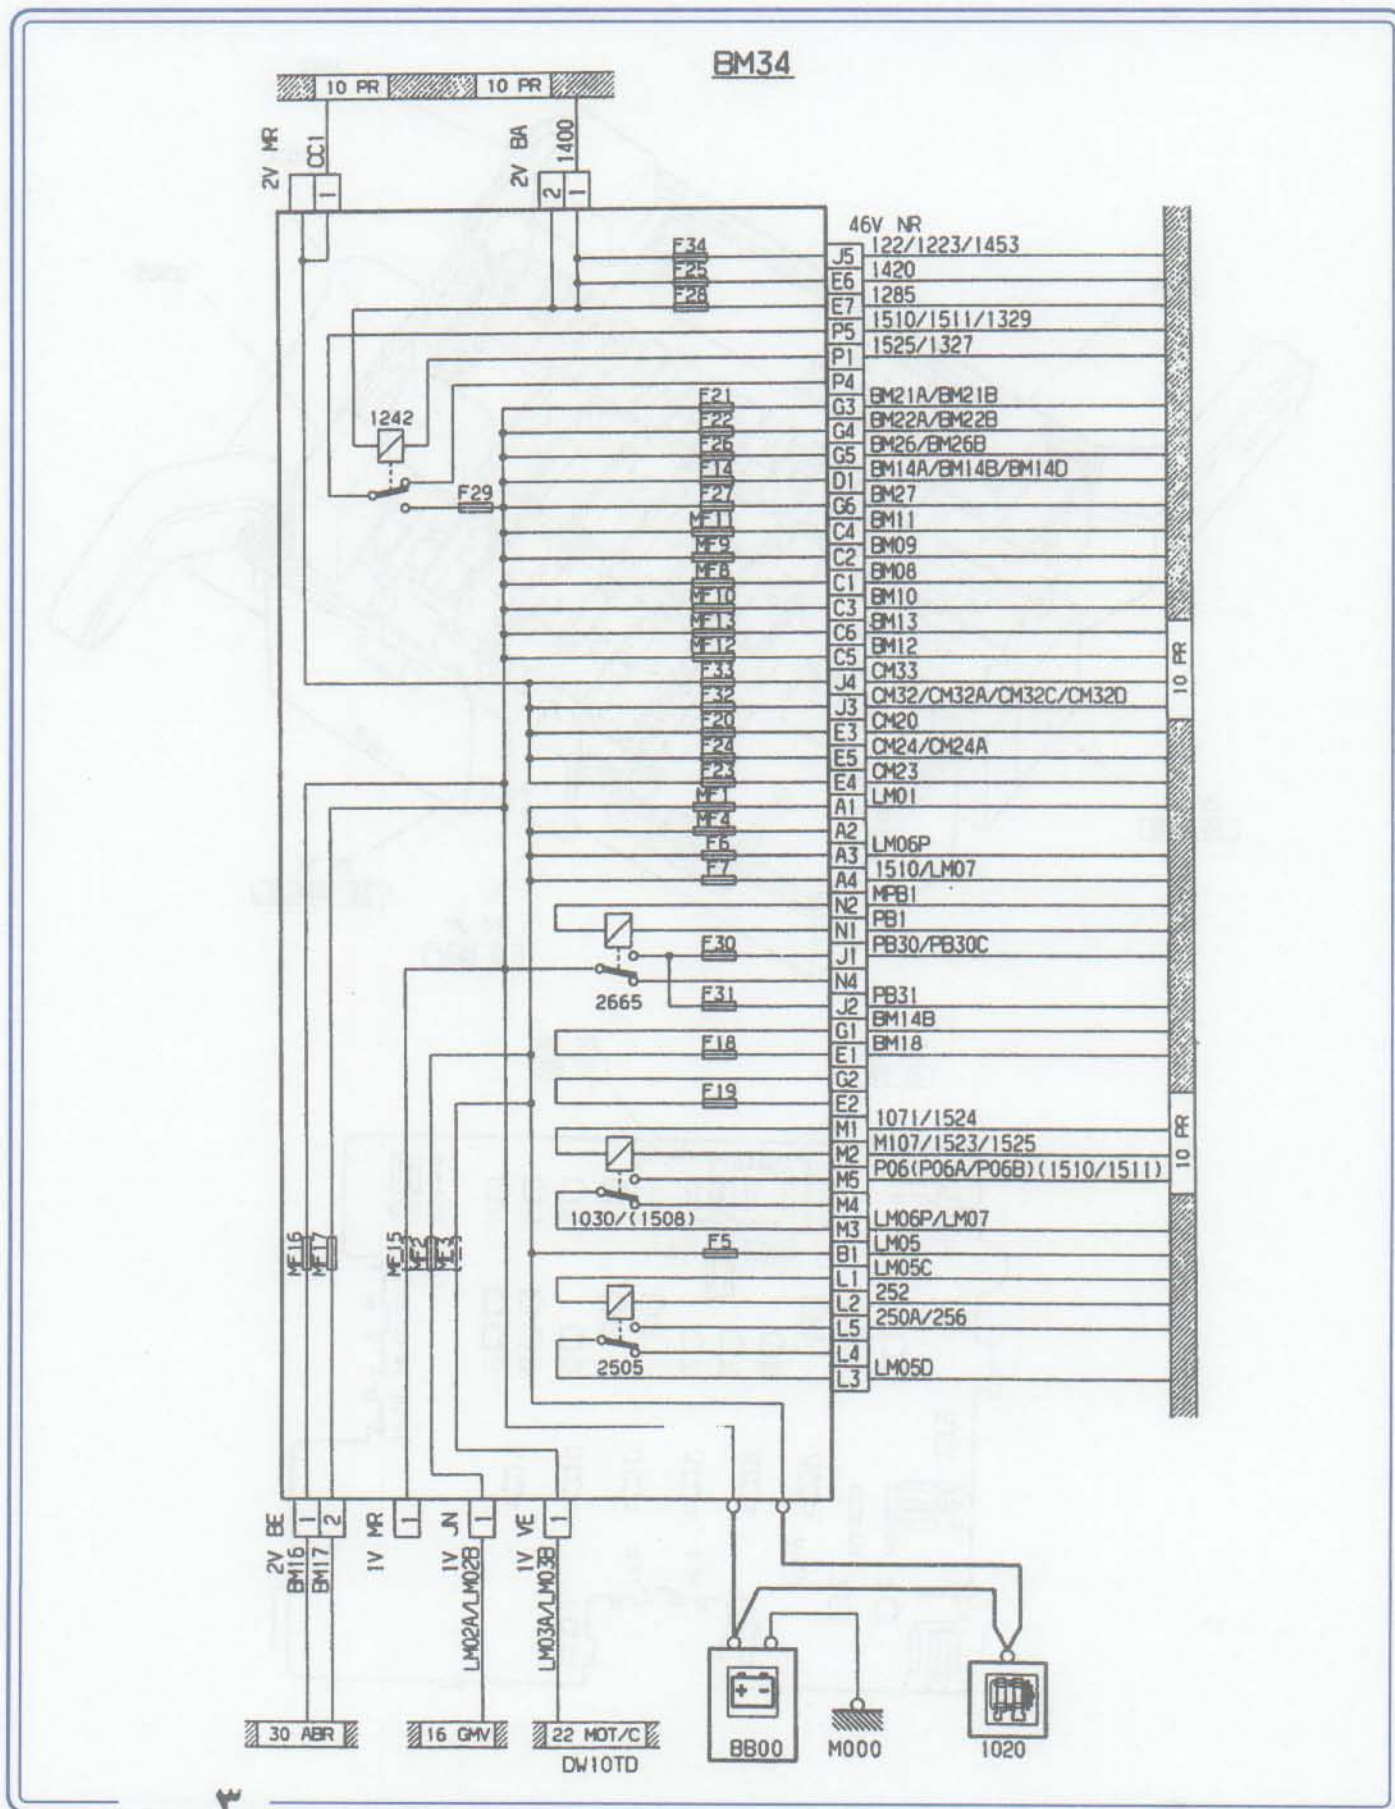 BM34
10 PR
10 PR
2V MR
CC1
2V BA
1400
1
2
1
46V NR
F34
J5
122/1223/1453
F25
E6
1420
F28
E7
1285
P5
1510/1511/1329
P1
1525/1327
P4
F21
G3
BM21A/BM21B
1242
F22
G4
BM22A/BM22B
F26
G5
BM26/BM26B
F14
D1
BM14A/BM14B/BM14D
F29
F27
G6
BM27
MF11
C4
BM11
MF9
C2
BM09
MF8
C1
BM08
MF10
C3
BM10
MF13
C6
BM13
MF12
C5
BM12
10 PR
F33
J4
CM33
F32
J3
CM32/CM32A/CM32C/CM32D
F20
E3
CM20
F24
E5
CM24/CM24A
F23
E4
CM23
MF1
A1
LM01
MF4
A2
F6
A3
LM06P
F7
A4
1510/LM07
N2
MPB1
N1
PB1
F30
J1
PB30/PB30C
N4
2665
F31
J2
PB31
G1
BM14B
F18
E1
BM18
G2
F19
E2
M1
1071/1524
10 PR
M2
M107/1523/1525
M5
P06(P06A/P06B)(1510/1511)
M4
1030/(1508)
M3
LM06P/LM07
MF16
MF17
MF15
MF2
MF3
F5
B1
LM05
L1
LM05C
L2
252
L5
250A/256
L4
2505
L3
LM05D
2V BE
1
2
1V MR
1
1V JN
1
1V VE
1
BM16
BM17
LM02A/LM02B
LM03A/LM03B
30 ABR
16 GMV
22 MOT/C
DW10TD
+ -
BB00
M000
1020